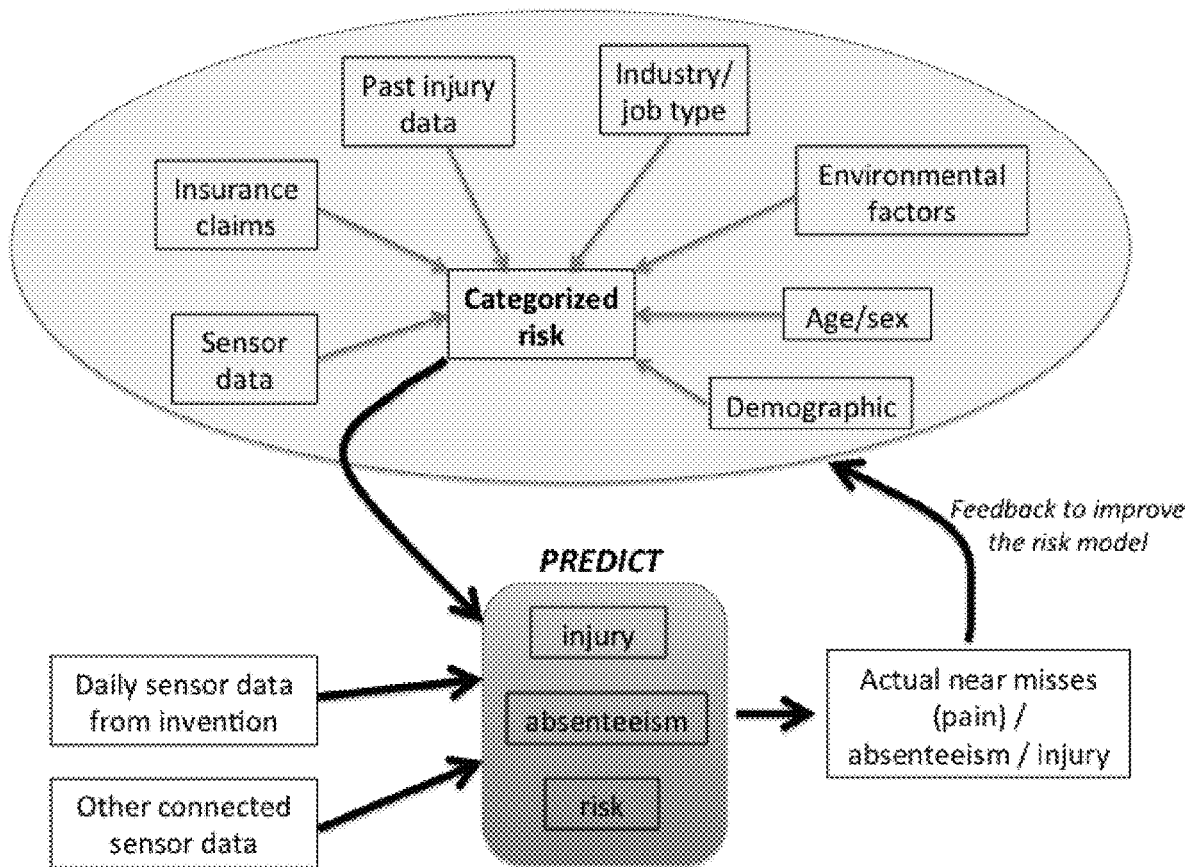 Past injury
data
Industry/
job type
Insurance
claims
Environmental
factors
Categorized
risk
Sensor
data
Age/sex
Demographic
Feedback to improve
the risk model
PREDICT
injury
Daily sensor data
from invention
absenteeism
Actual near misses
(pain) /
absenteeism / injury
Other connected
sensor data
risk